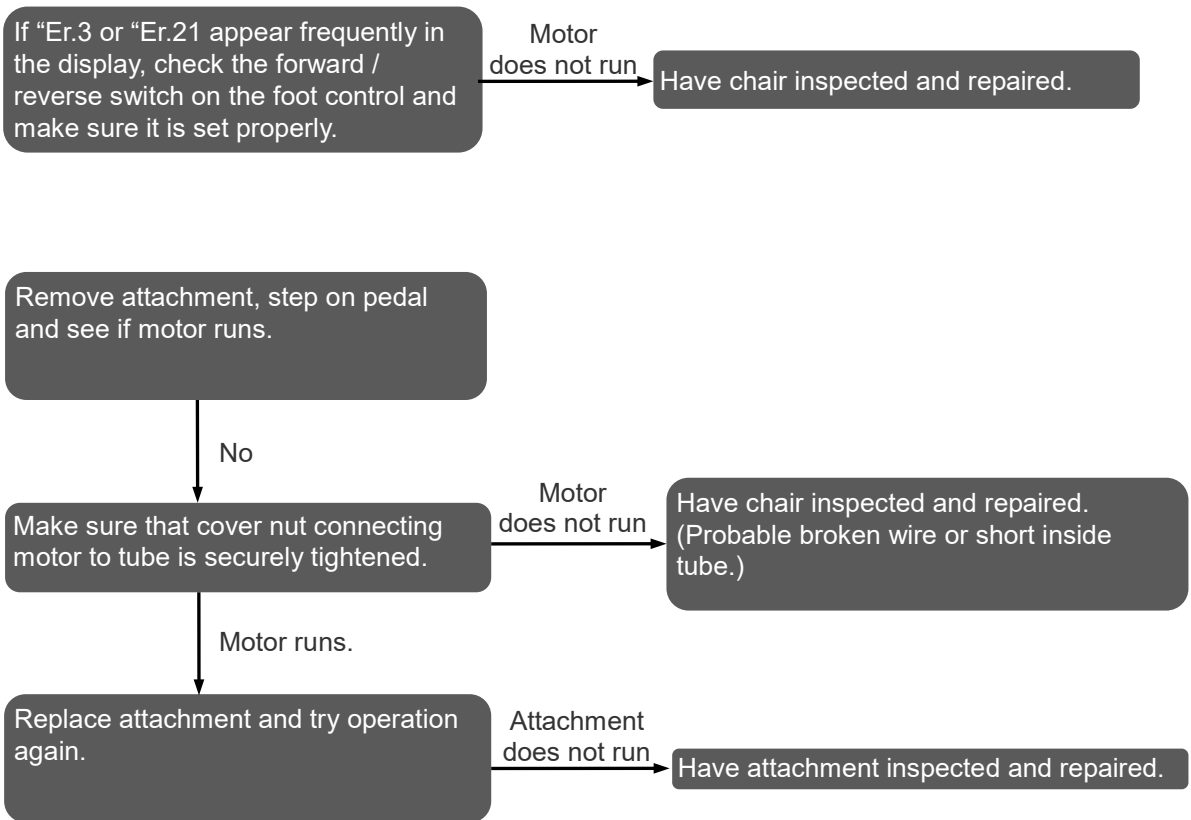 If “Er.3 or “Er.21 appear frequently in
the display, check the forward /
reverse switch on the foot control and
make sure it is set properly.
Motor
does not run
Have chair inspected and repaired.
Remove attachment, step on pedal
and see if motor runs.
No
Make sure that cover nut connecting
motor to tube is securely tightened.
Motor
does not run
Have chair inspected and repaired.
(Probable broken wire or short inside
tube.)
Motor runs.
Replace attachment and try operation
again.
Attachment
does not run
Have attachment inspected and repaired.